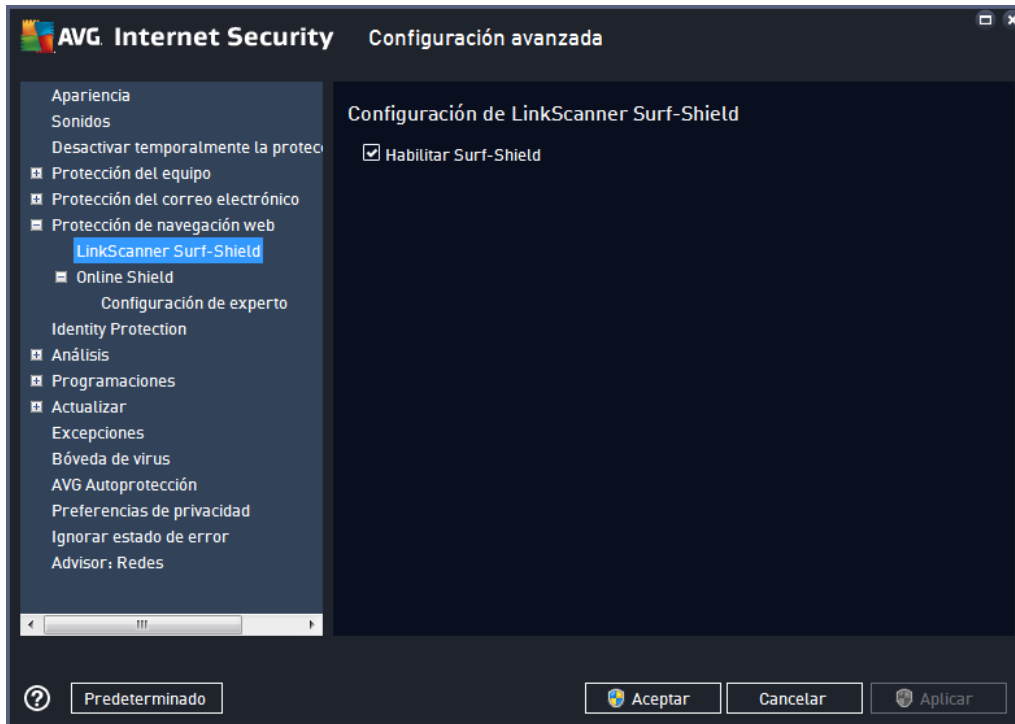 AVG Internet Security Configuración avanzada
Apariencia
Sonidos
Desactivar temporalmente la protec
Protección del equipo
Protección del correo electrónico
Protección de navegación web
LinkScanner Surf-Shield
Online Shield
Configuración de experto
Identity Protection
Análisis
Programaciones
Actualizar
Excepciones
Bóveda de virus
AVG Autoprotección
Preferencias de privacidad
Ignorar estado de error
Advisor: Redes
Configuración de LinkScanner Surf-Shield
Habilitar Surf-Shield
Predeterminado
Aceptar
Cancelar
Aplicar